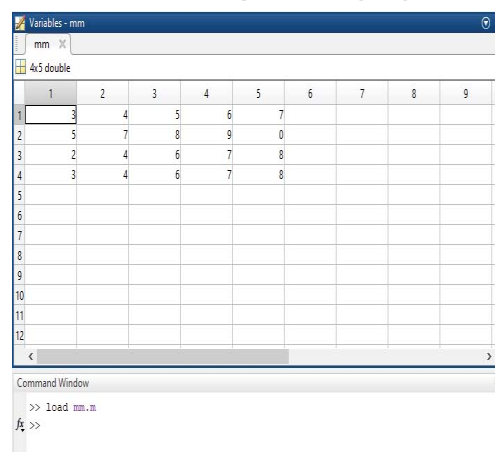 Variables - mm
mm
4x5 double
1 2 3 4 5 6 7 8 9
1 3 4 5 6 7
2 5 7 8 9 0
3 2 4 6 7 8
4 3 4 6 7 8
5
6
7
8
9
10
11
12
Command Window
>> load mm.m
fx >>